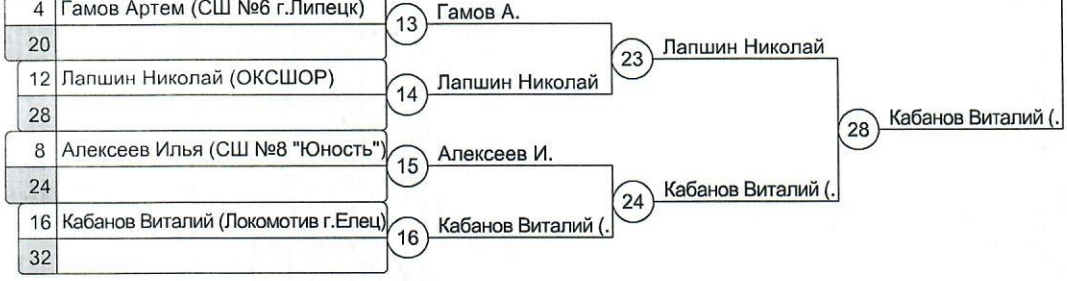 4 Гамов Артем (СШ №6 г.Липецк)
13 Гамов А.
20
23 Лапшин Николай
12 Лапшин Николай (ОКСШОР)
14 Лапшин Николай
28
28 Кабанов Виталий (.
8 Алексеев Илья (СШ №8 "Юность")
15 Алексеев И.
24
24 Кабанов Виталий (.
16 Кабанов Виталий (Локомотив г.Елец)
16 Кабанов Виталий (.
32